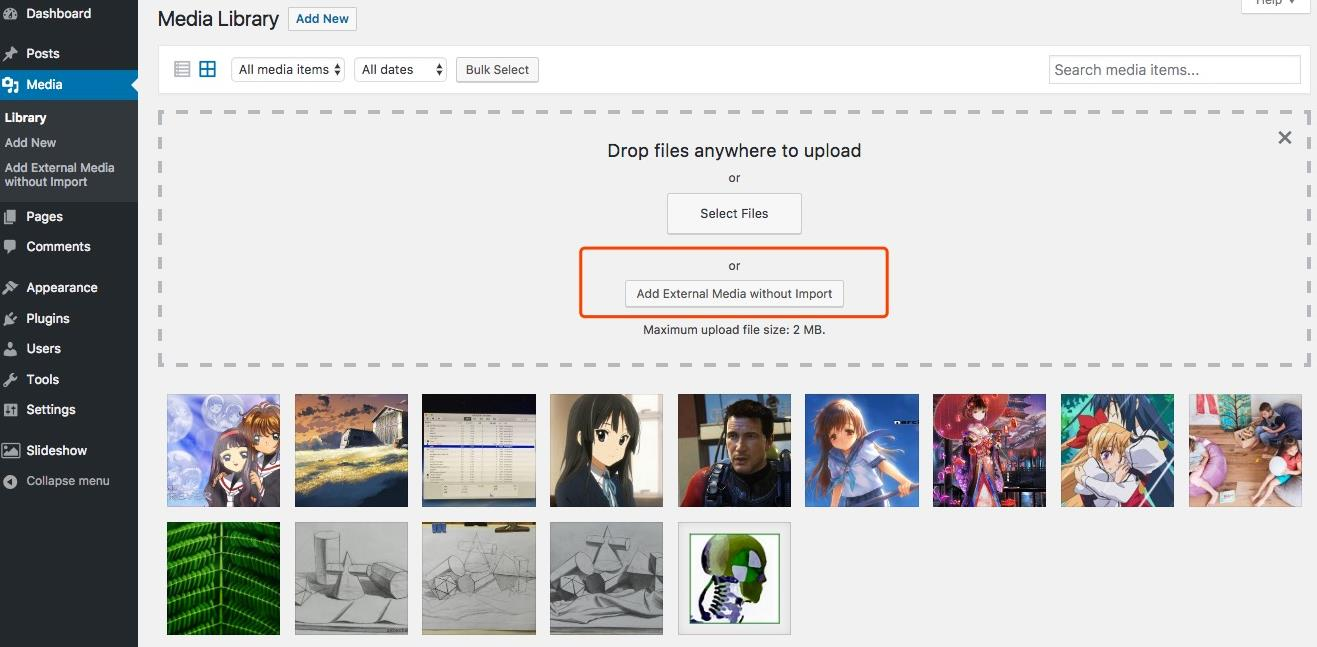 Dashboard
Posts
Media
Library
Add New
Add External Media
without Import
Pages
Comments
Appearance
Plugins
Users
Tools
Settings
Slideshow
Collapse menu
Media Library
Add New
Help
All media items
All dates
Bulk Select
Search media items...
Drop files anywhere to upload
or
Select Files
or
Add External Media without Import
Maximum upload file size: 2 MB.